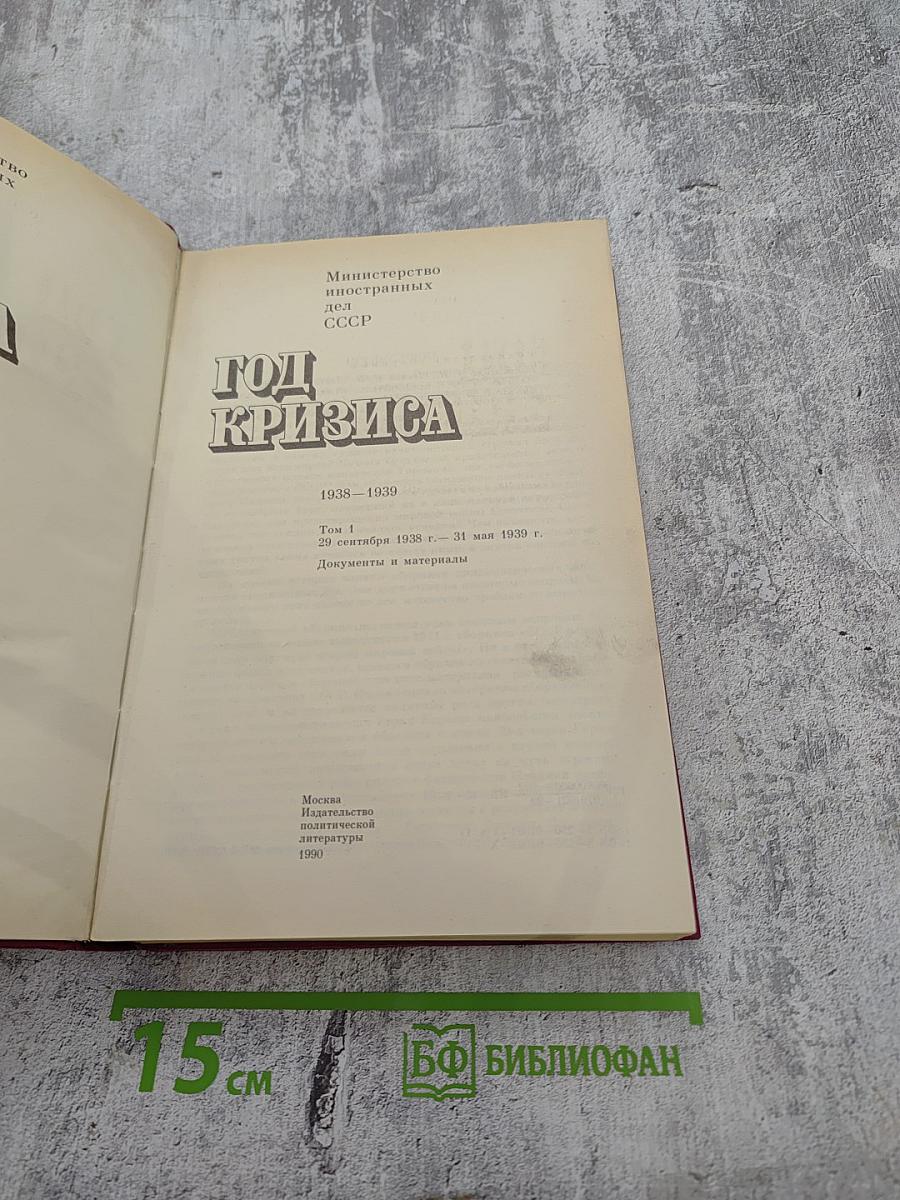 Министерство
иностранных
дел
СССР
ГОД
КРИЗИСА
1938—1939
Том 1
29 сентября 1938 г.— 31 мая 1939 г.
Документы и материалы
Москва
Издательство
политической
литературы
1990
15 см
БФ БИБЛИОФАН